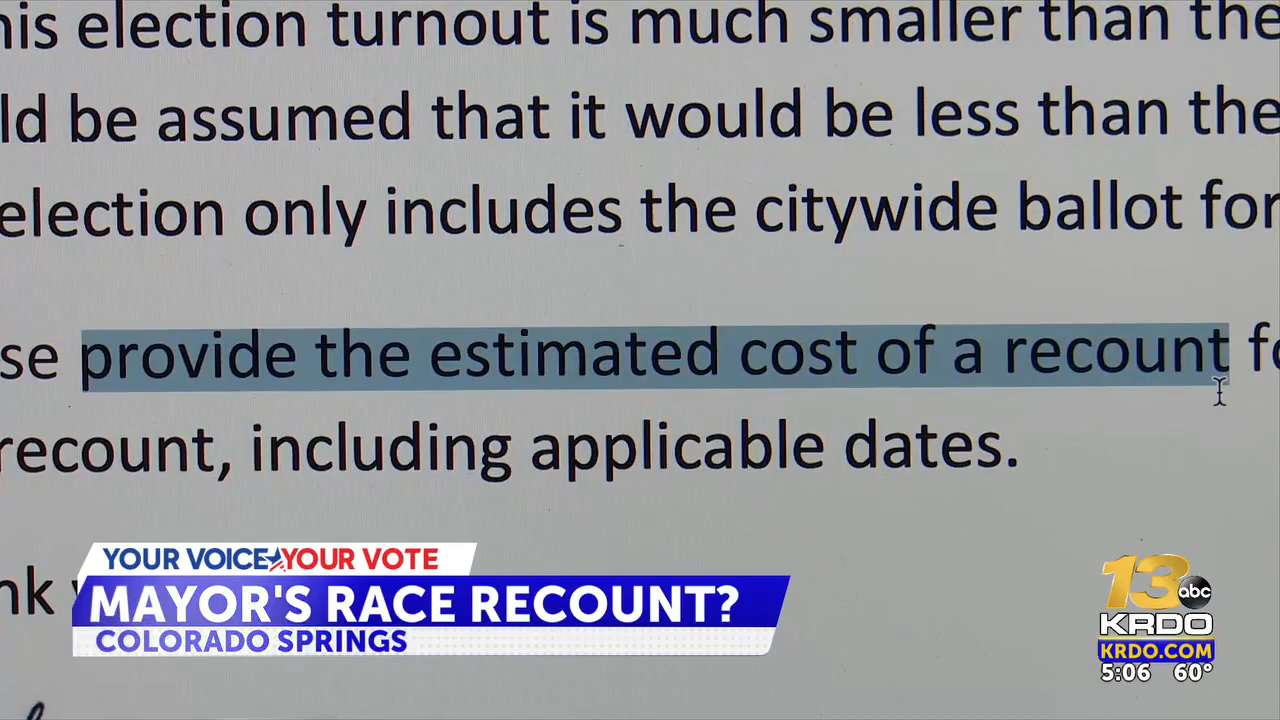 his election turnout is much smaller than the
ld be assumed that it would be less than the
election only includes the citywide ballot for
se provide the estimated cost of a recount fo
recount, including applicable dates.
nk
YOUR VOICE YOUR VOTE
MAYOR'S RACE RECOUNT?
COLORADO SPRINGS
13 abc
KRDO
KRDO.COM
5:06 60°